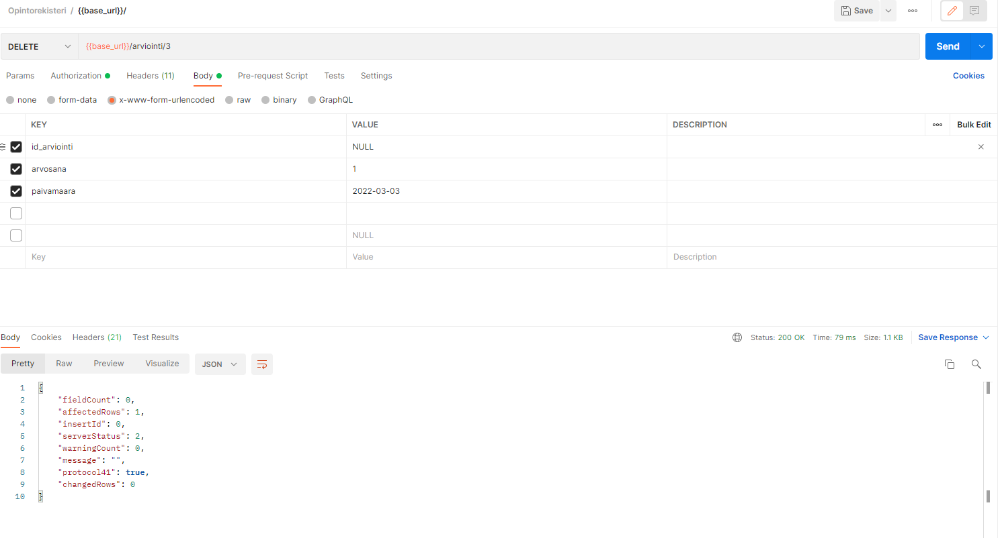 Opintorekisteri / {{base_url}}/
Save
DELETE {{base_url}}/arviointi/3 Send
Params Authorization Headers (11) Body Pre-request Script Tests Settings Cookies
none form-data x-www-form-urlencoded raw binary GraphQL
KEY VALUE DESCRIPTION Bulk Edit
id_arviointi NULL
arvosana 1
paivamaara 2022-03-03
NULL
Key Value Description
Body Cookies Headers (21) Test Results Status: 200 OK Time: 79 ms Size: 1.1 KB Save Response
Pretty Raw Preview Visualize JSON
1 {
2 "fieldCount": 0,
3 "affectedRows": 1,
4 "insertId": 0,
5 "serverStatus": 2,
6 "warningCount": 0,
7 "message": "",
8 "protocol41": true,
9 "changedRows": 0
10 }